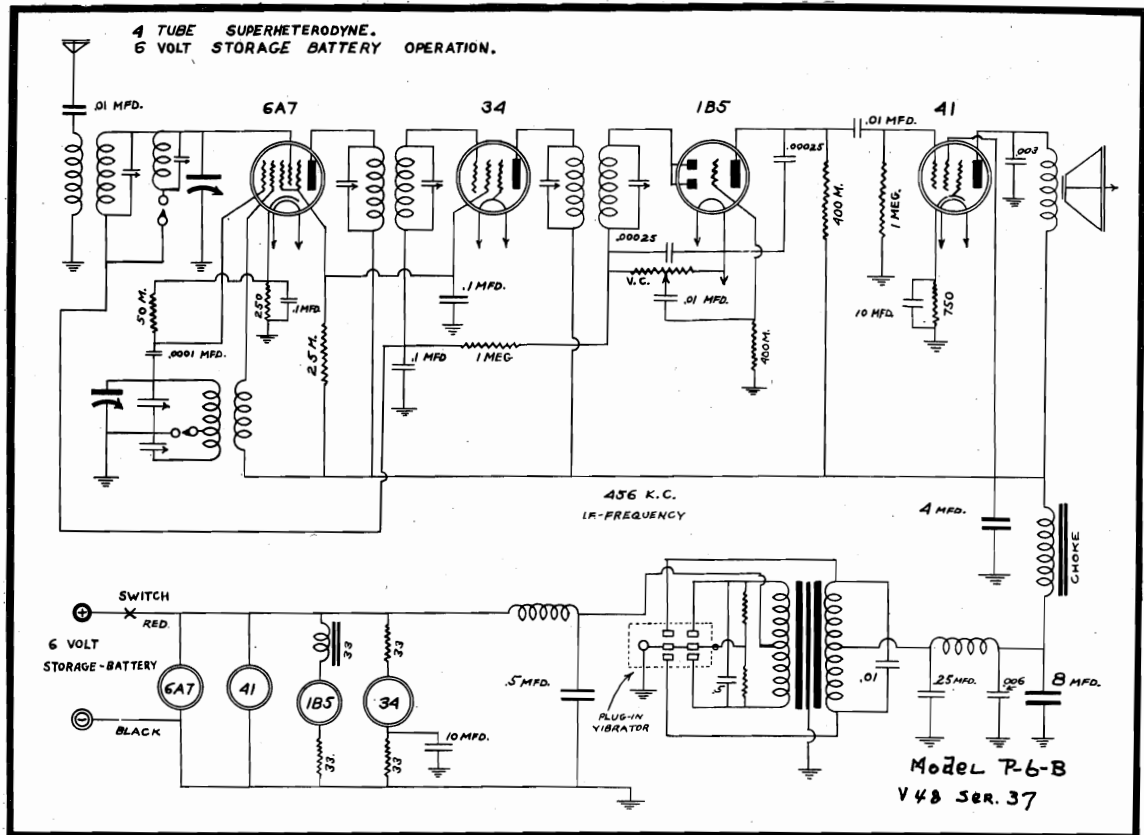 4 TUBE SUPERHETERODYNE.
6 VOLT STORAGE BATTERY OPERATION.
.01 MFD.
6A7
34
1B5
41
.01 MFD.
.00025
.003
400 M.
1 MEG.
.00025
V.C.
.01 MFD.
50 M.
250
.1 MFD
.1 MFD.
10 MFD.
750
.0001 MFD.
25 M.
.1 MFD
1 MEG
400 M.
456 K.C.
I.F-FREQUENCY
4 MFD.
CHOKE
SWITCH
RED.
6 VOLT
STORAGE-BATTERY
BLACK
6A7
41
1B5
34
33
33
33.
33
10 MFD.
.5 MFD.
PLUG-IN
VIBRATOR
.5
.01
.25 MFD.
.006
8 MFD.
Model P-6-B
V48 SER. 37